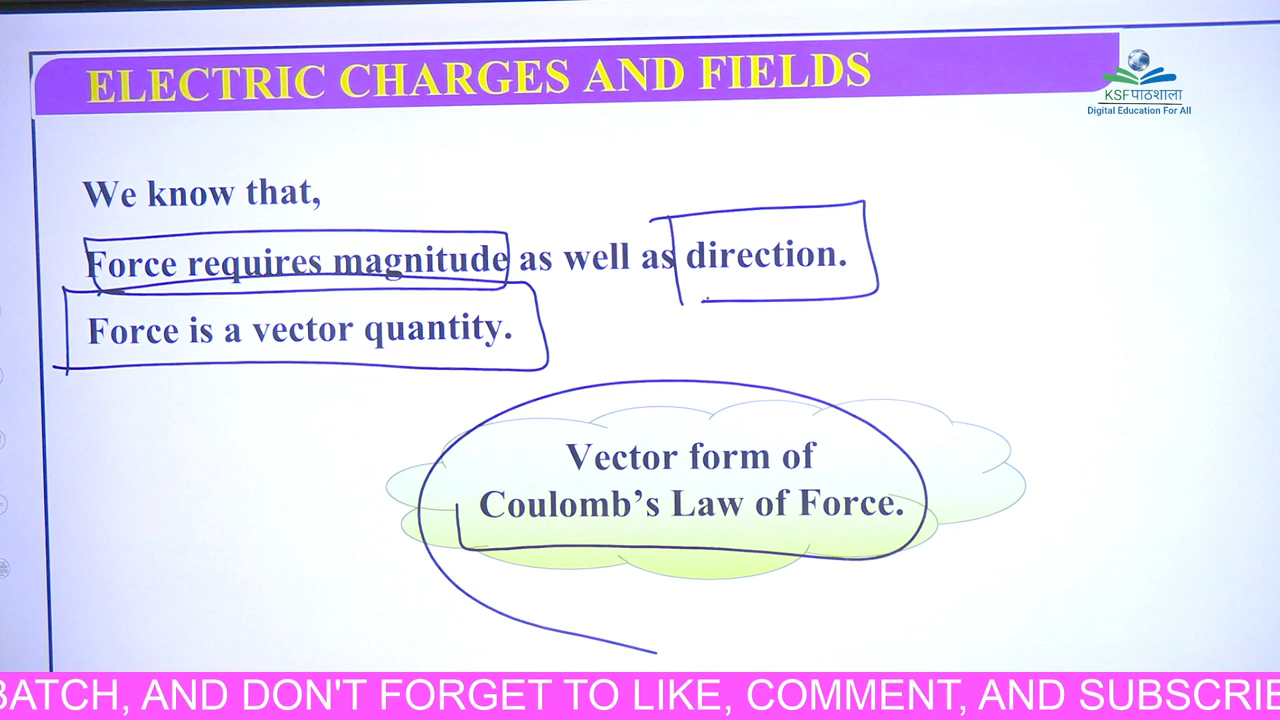 ELECTRIC CHARGES AND FIELDS
KSFपाठशाला
Digital Education For All
We know that,
Force requires magnitude as well as direction.
Force is a vector quantity.
Vector form of
Coulomb's Law of Force.
BATCH, AND DON'T FORGET TO LIKE, COMMENT, AND SUBSCRIBE